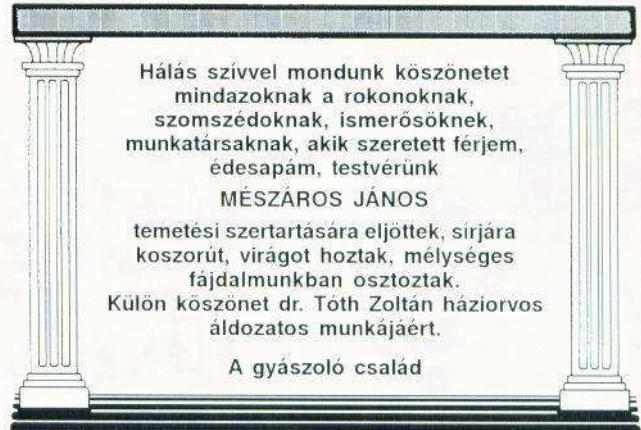 Hálás szívvel mondunk köszönetet
mindazoknak a rokonoknak,
szomszédoknak, ismerősöknek,
munkatársaknak, akik szeretett férjem,
édesapám, testvérünk
MÉSZÁROS JÁNOS
temetési szertartására eljöttek, sírjára
koszorút, virágot hoztak, mélységes
fájdalmunkban osztoztak.
Külön köszönet dr. Tóth Zoltán háziorvos
áldozatos munkájáért.
A gyászoló család